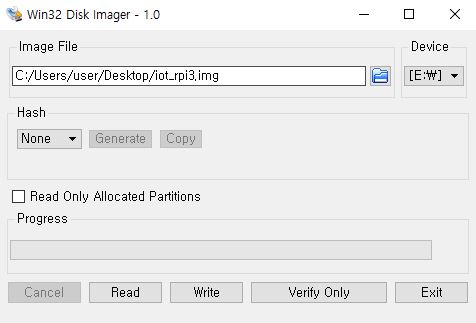 Win32 Disk Imager - 1.0
Image File
Device
C:/Users/user/Desktop/iot_rpi3.img
[E:₩]
Hash
None
Generate
Copy
Read Only Allocated Partitions
Progress
Cancel
Read
Write
Verify Only
Exit